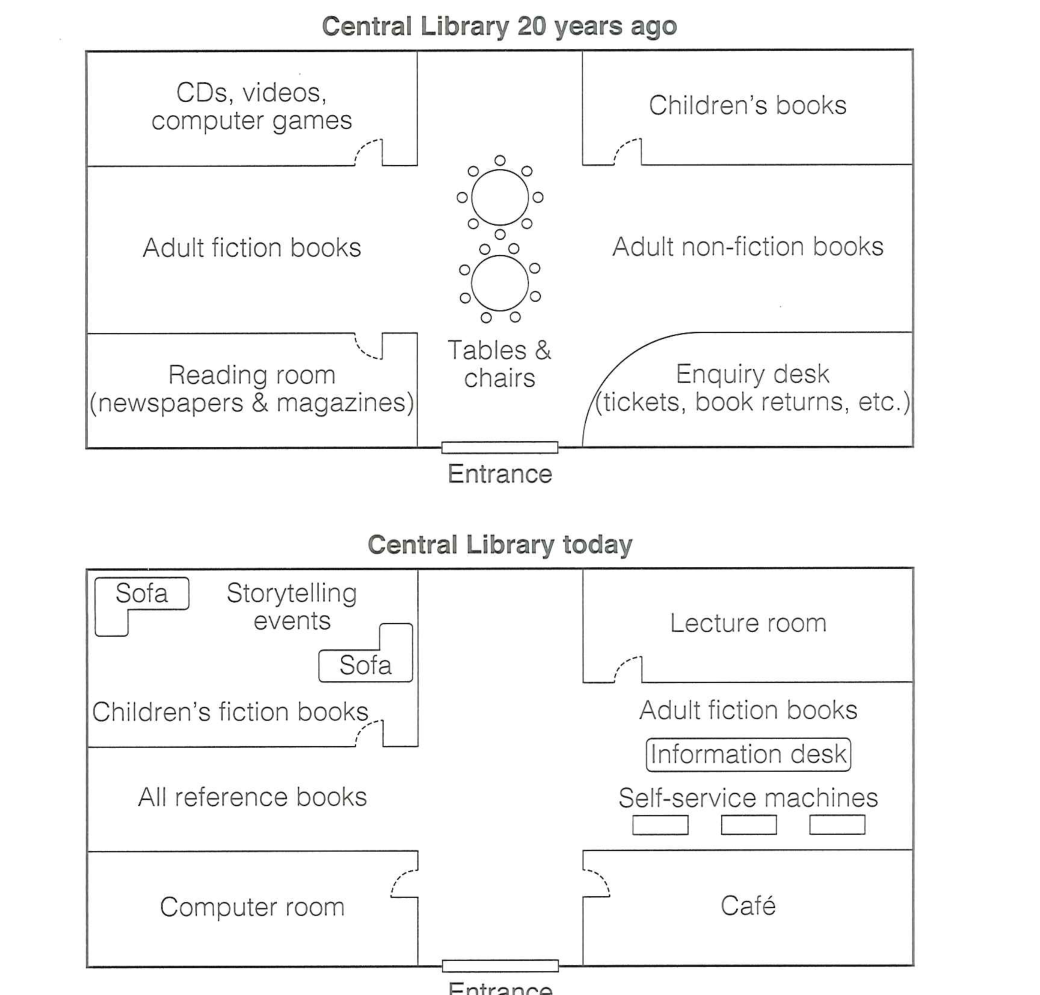 Central Library 20 years ago
CDs, videos,
computer games
Children's books
Adult fiction books
Adult non-fiction books
Tables &
chairs
Reading room
(newspapers & magazines)
Enquiry desk
(tickets, book returns, etc.)
Entrance
Central Library today
Sofa
Storytelling
events
Sofa
Children's fiction books
Lecture room
Adult fiction books
Information desk
Self-service machines
All reference books
Computer room
Café
Entrance